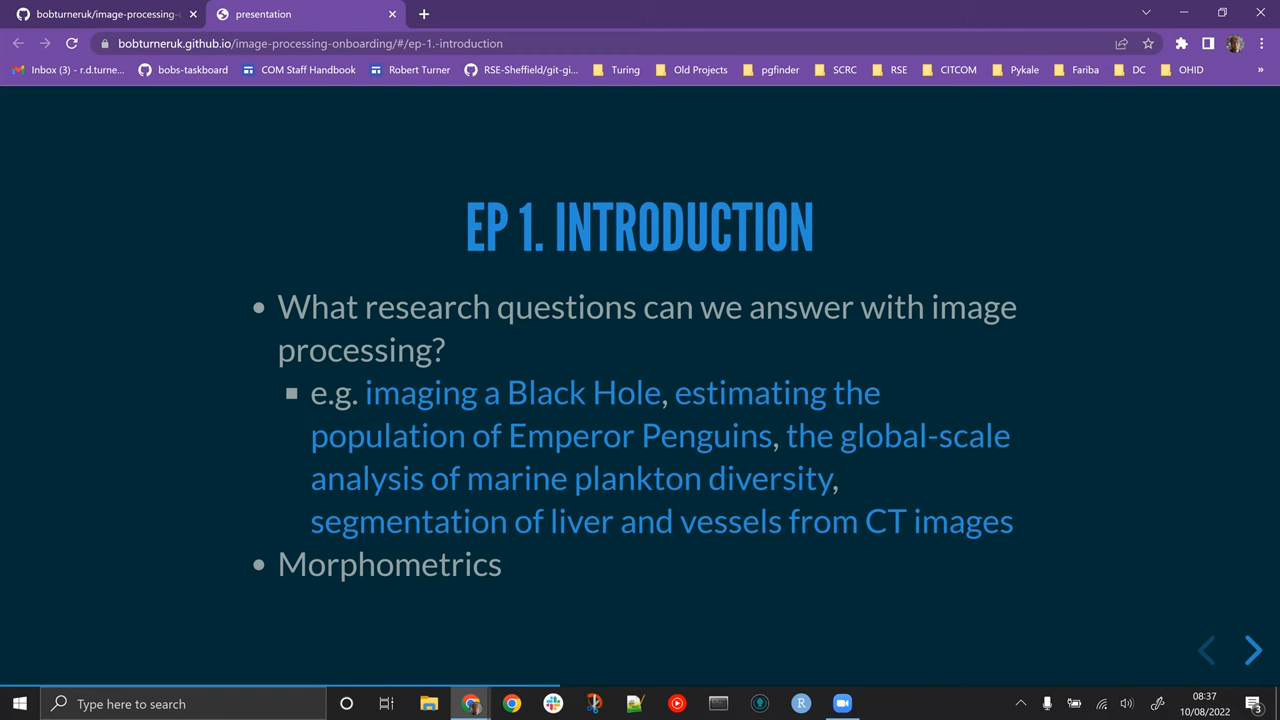 bobturneruk/image-processing-
presentation
bobturneruk.github.io/image-processing-onboarding/#/ep-1.-introduction
Inbox (3) - r.d.turne...
bobs-taskboard
COM Staff Handbook
Robert Turner
RSE-Sheffield/git-gi...
Turing
Old Projects
pgfinder
SCRC
RSE
CITCOM
Pykale
Fariba
DC
OHID
»
EP 1. INTRODUCTION
• What research questions can we answer with image
processing?
▪ e.g. imaging a Black Hole, estimating the
population of Emperor Penguins, the global-scale
analysis of marine plankton diversity,
segmentation of liver and vessels from CT images
• Morphometrics
Type here to search
R
08:37
10/08/2022
3